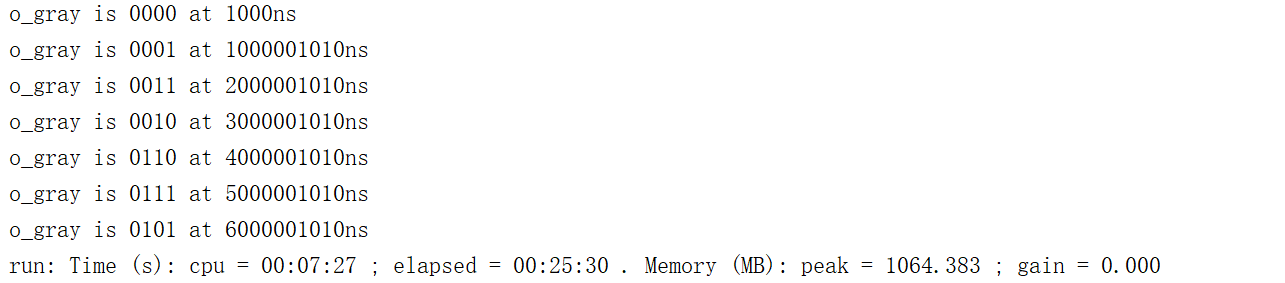 o_gray is 0000 at 1000ns
o_gray is 0001 at 1000001010ns
o_gray is 0011 at 2000001010ns
o_gray is 0010 at 3000001010ns
o_gray is 0110 at 4000001010ns
o_gray is 0111 at 5000001010ns
o_gray is 0101 at 6000001010ns
run: Time (s): cpu = 00:07:27 ; elapsed = 00:25:30 . Memory (MB): peak = 1064.383 ; gain = 0.000